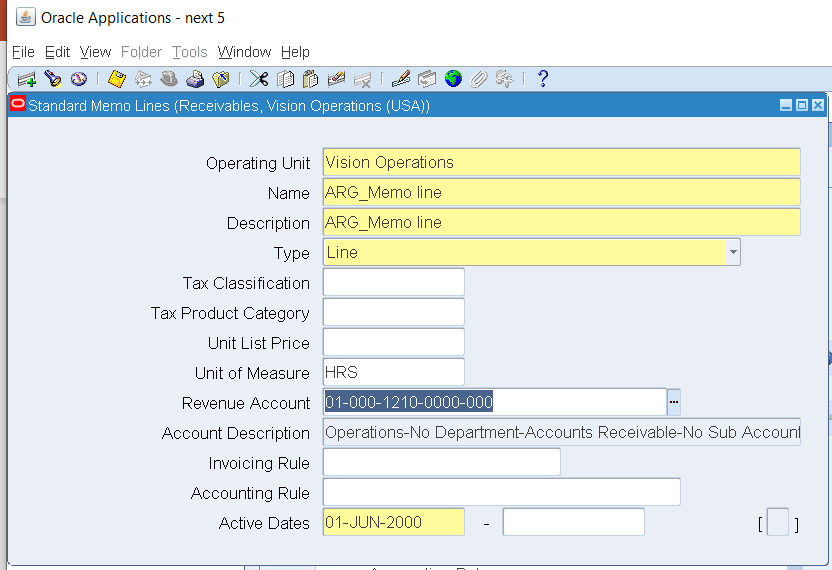 Oracle Applications - next 5
File Edit View Folder Tools Window Help
?
Standard Memo Lines (Receivables, Vision Operations (USA))
Operating Unit Vision Operations
Name ARG_Memo line
Description ARG_Memo line
Type Line
Tax Classification
Tax Product Category
Unit List Price
Unit of Measure HRS
Revenue Account 01-000-1210-0000-000 ...
Account Description Operations-No Department-Accounts Receivable-No Sub Account
Invoicing Rule
Accounting Rule
Active Dates 01-JUN-2000 - [ ]